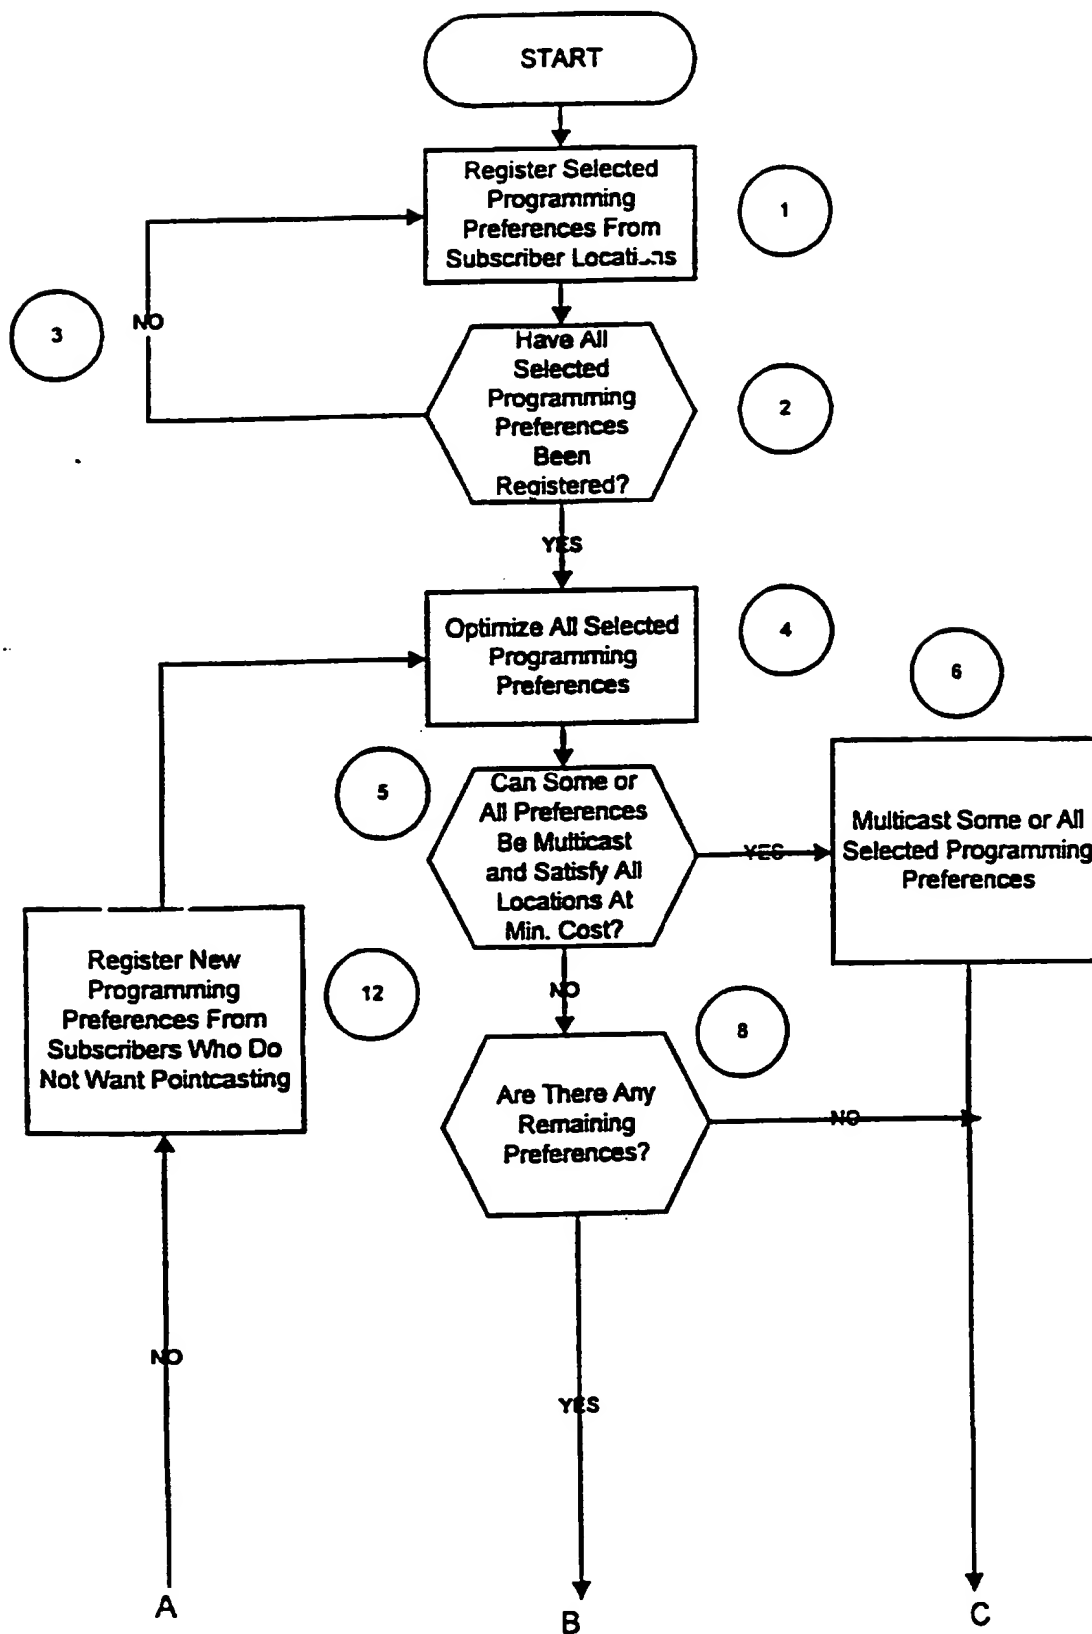 START
Register Selected
Programming
Preferences From
Subscriber Locations
1
NO
3
Have All
Selected
Programming
Preferences
Been
Registered?
2
YES
Optimize All Selected
Programming
Preferences
4
6
5
Can Some or
All Preferences
Be Multicast
and Satisfy All
Locations At
Min. Cost?
YES
Multicast Some or All
Selected Programming
Preferences
Register New
Programming
Preferences From
Subscribers Who Do
Not Want Pointcasting
12
NO
8
Are There Any
Remaining
Preferences?
NO
NO
YES
A
B
C